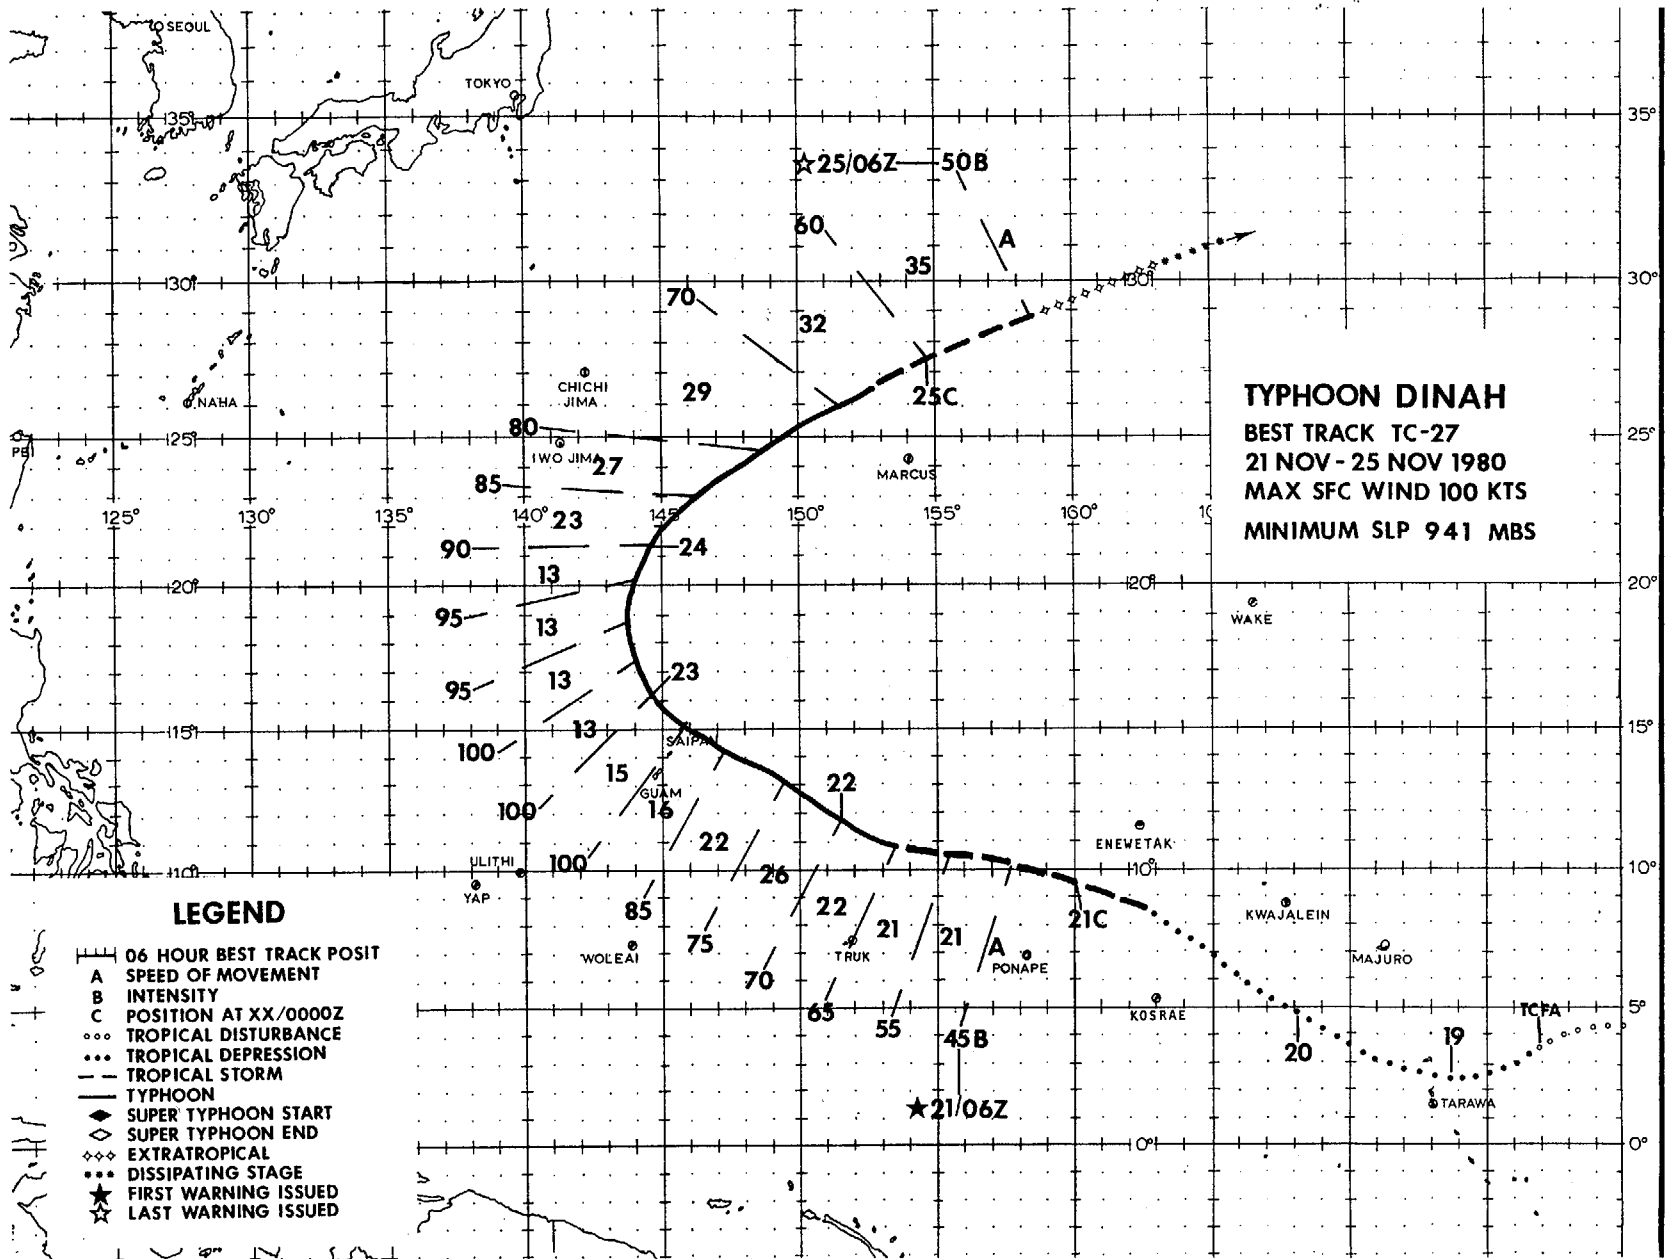 SEOUL
TOKYO
35°
35°
25/06Z 50B
60
A
35
30°
30°
30°
70
32
CHICHI
JIMA
29
25C
NAHA
TYPHOON DINAH
BEST TRACK TC-27
21 NOV - 25 NOV 1980
MAX SFC WIND 100 KTS
MINIMUM SLP 941 MBS
80
25°
25°
IWO JIMA
27
MARCUS
85
125°
130°
135°
140°
145°
150°
155°
160°
23
90
24
13
20°
20°
20°
WAKE
95
13
95
13
23
13
15°
15°
SAIPAN
100
15
GUAM
16
22
100
22
ENEWETAK
ULITHI
100
26
10°
10°
10°
YAP
LEGEND
85
22
21C
KWAJALEIN
75
21
21
A
WOLEAI
TRUK
PONAPE
MAJURO
06 HOUR BEST TRACK POSIT
A SPEED OF MOVEMENT
B INTENSITY
C POSITION AT XX/0000Z
70
65
55
45B
KOSRAE
5°
TCFA
20
19
TROPICAL DISTURBANCE
TROPICAL DEPRESSION
TROPICAL STORM
TYPHOON
SUPER TYPHOON START
SUPER TYPHOON END
EXTRATROPICAL
DISSIPATING STAGE
FIRST WARNING ISSUED
LAST WARNING ISSUED
21/06Z
TARAWA
0°
0°